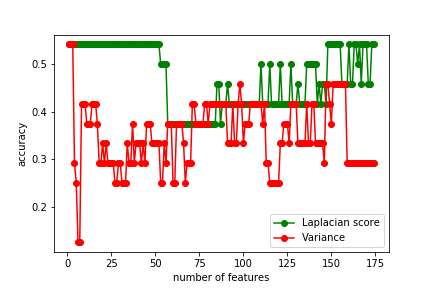 0.5
0.4
0.3
0.2
accuracy
0 25 50 75 100 125 150 175
number of features
Laplacian score
Variance